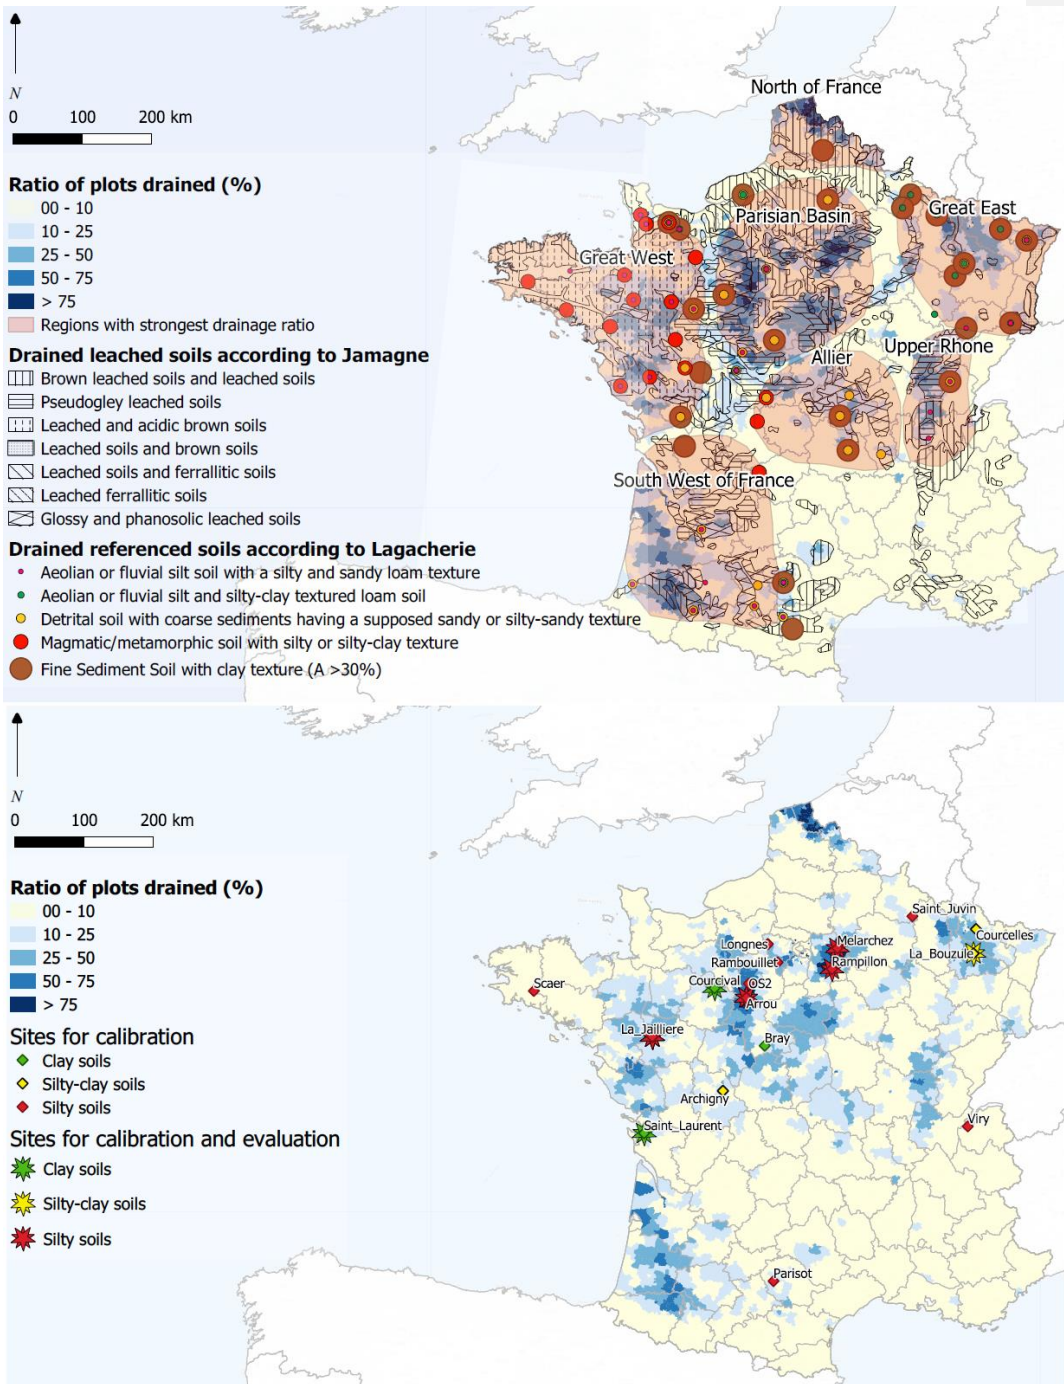 N
0 100 200 km
Ratio of plots drained (%)
00 - 10
10 - 25
25 - 50
50 - 75
> 75
Regions with strongest drainage ratio
Drained leached soils according to Jamagne
Brown leached soils and leached soils
Pseudogley leached soils
Leached and acidic brown soils
Leached soils and brown soils
Leached soils and ferrallitic soils
Leached ferrallitic soils
Glossy and phanosolic leached soils
Drained referenced soils according to Lagacherie
Aeolian or fluvial silt soil with a silty and sandy loam texture
Aeolian or fluvial silt and silty-clay textured loam soil
Detrital soil with coarse sediments having a supposed sandy or silty-sandy texture
Magmatic/metamorphic soil with silty or silty-clay texture
Fine Sediment Soil with clay texture (A >30%)
North of France
Parisian Basin
Great East
Great West
Allier
Upper Rhone
South West of France
N
0 100 200 km
Ratio of plots drained (%)
00 - 10
10 - 25
25 - 50
50 - 75
> 75
Sites for calibration
Clay soils
Silty-clay soils
Silty soils
Sites for calibration and evaluation
Clay soils
Silty-clay soils
Silty soils
Saint_Juvin
Courcelles
La_Bouzule
Melarchez
Longnes
Rambouillet
Rampillon
Courcival
OS2
Arrou
Scaer
La_Jailliere
Bray
Archigny
Saint_Laurent
Viry
Parisot